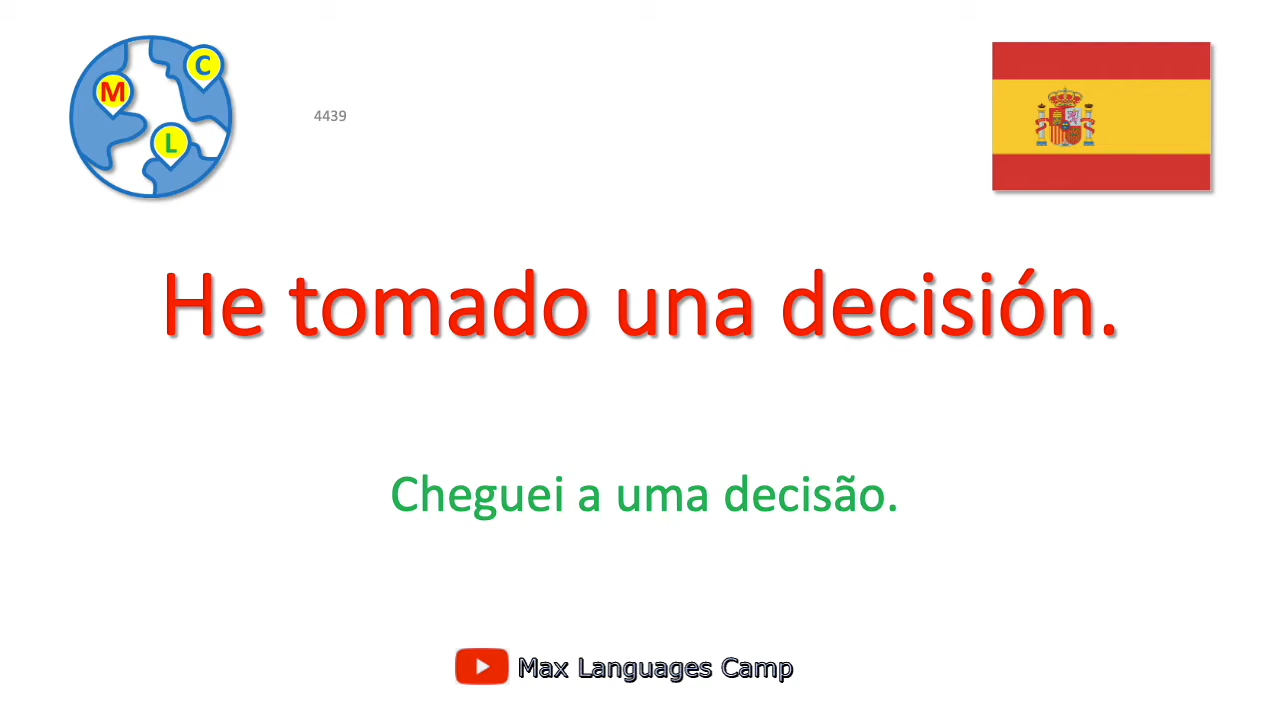 M
C
L
4439
He tomado una decisión.
Cheguei a uma decisão.
Max Languages Camp